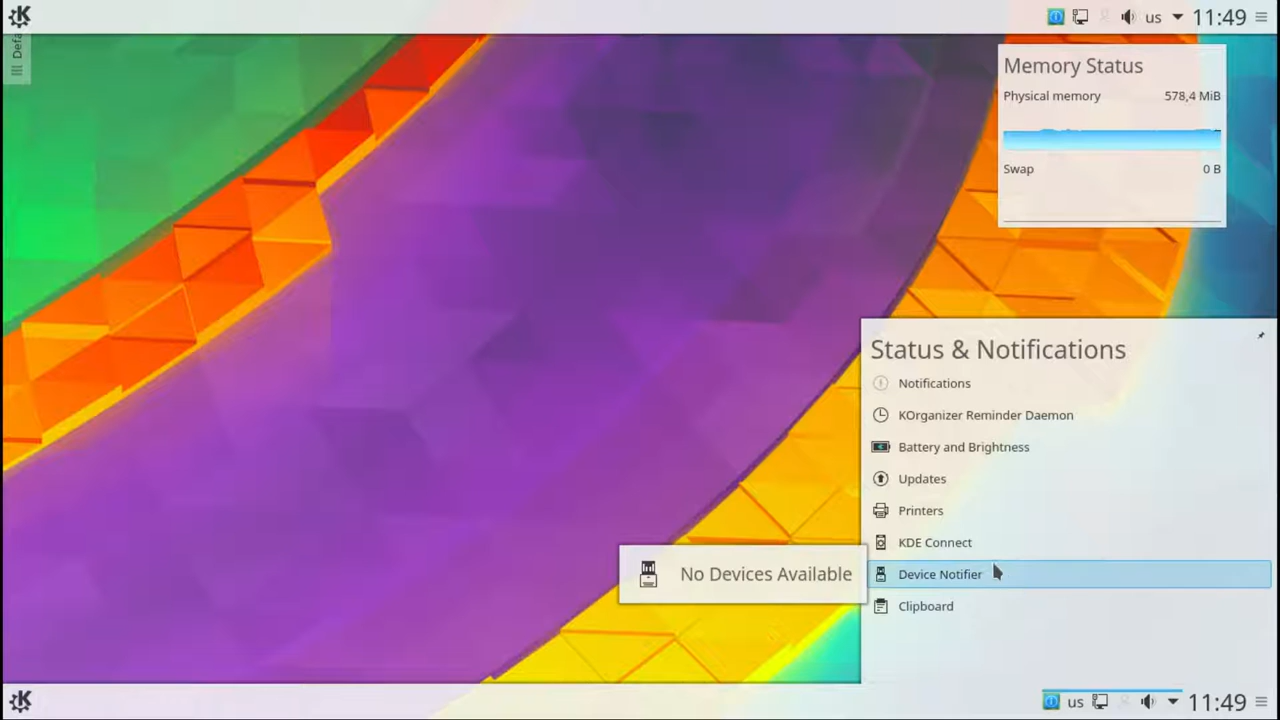 us 11:49
Defa
Memory Status
Physical memory 578,4 MiB
Swap 0 B
Status & Notifications
Notifications
KOrganizer Reminder Daemon
Battery and Brightness
Updates
Printers
KDE Connect
No Devices Available
Device Notifier
Clipboard
us 11:49